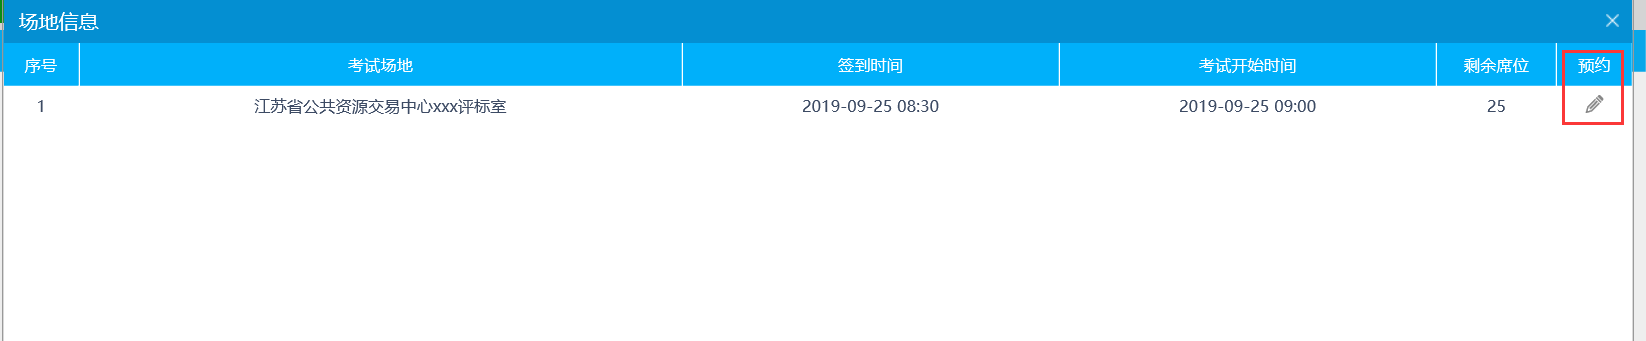 场地信息
序号 考试场地 签到时间 考试开始时间 剩余席位 预约
1 江苏省公共资源交易中心xxx评标室 2019-09-25 08:30 2019-09-25 09:00 25